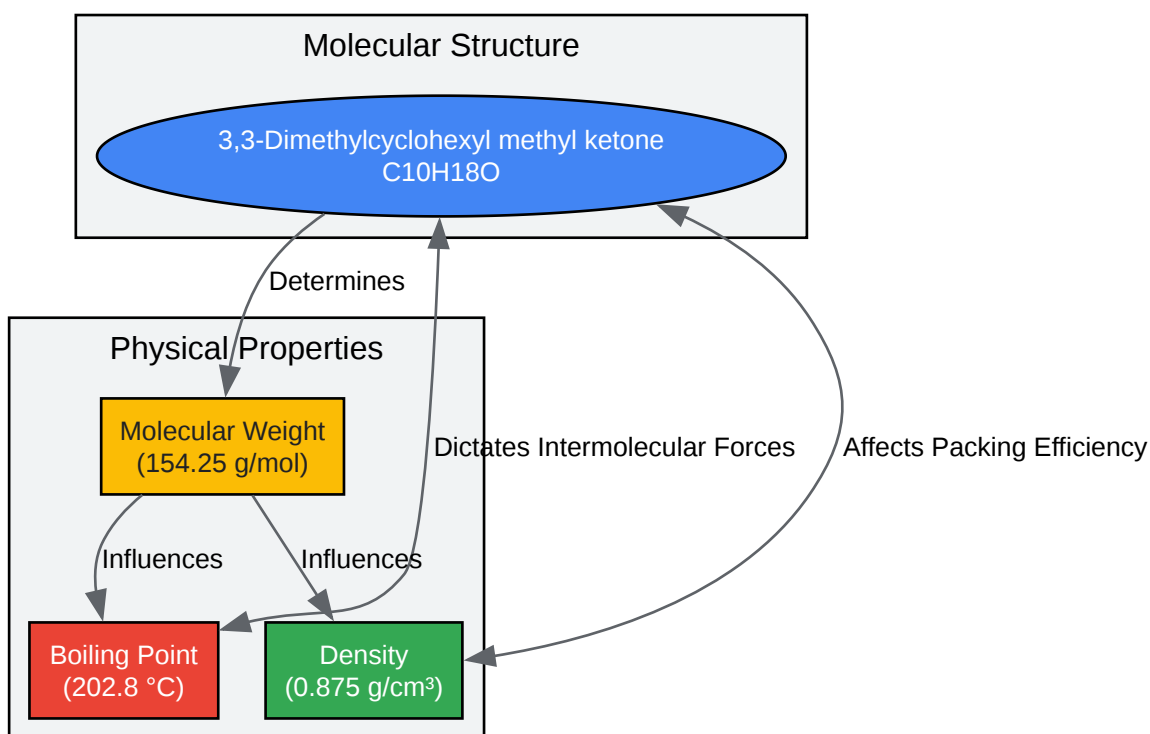 Molecular Structure
3,3-Dimethylcyclohexyl methyl ketone
C10H18O
Determines
Physical Properties
Molecular Weight
(154.25 g/mol)
Dictates Intermolecular Forces
Affects Packing Efficiency
Influences
Influences
Boiling Point
(202.8 °C)
Density
(0.875 g/cm³)